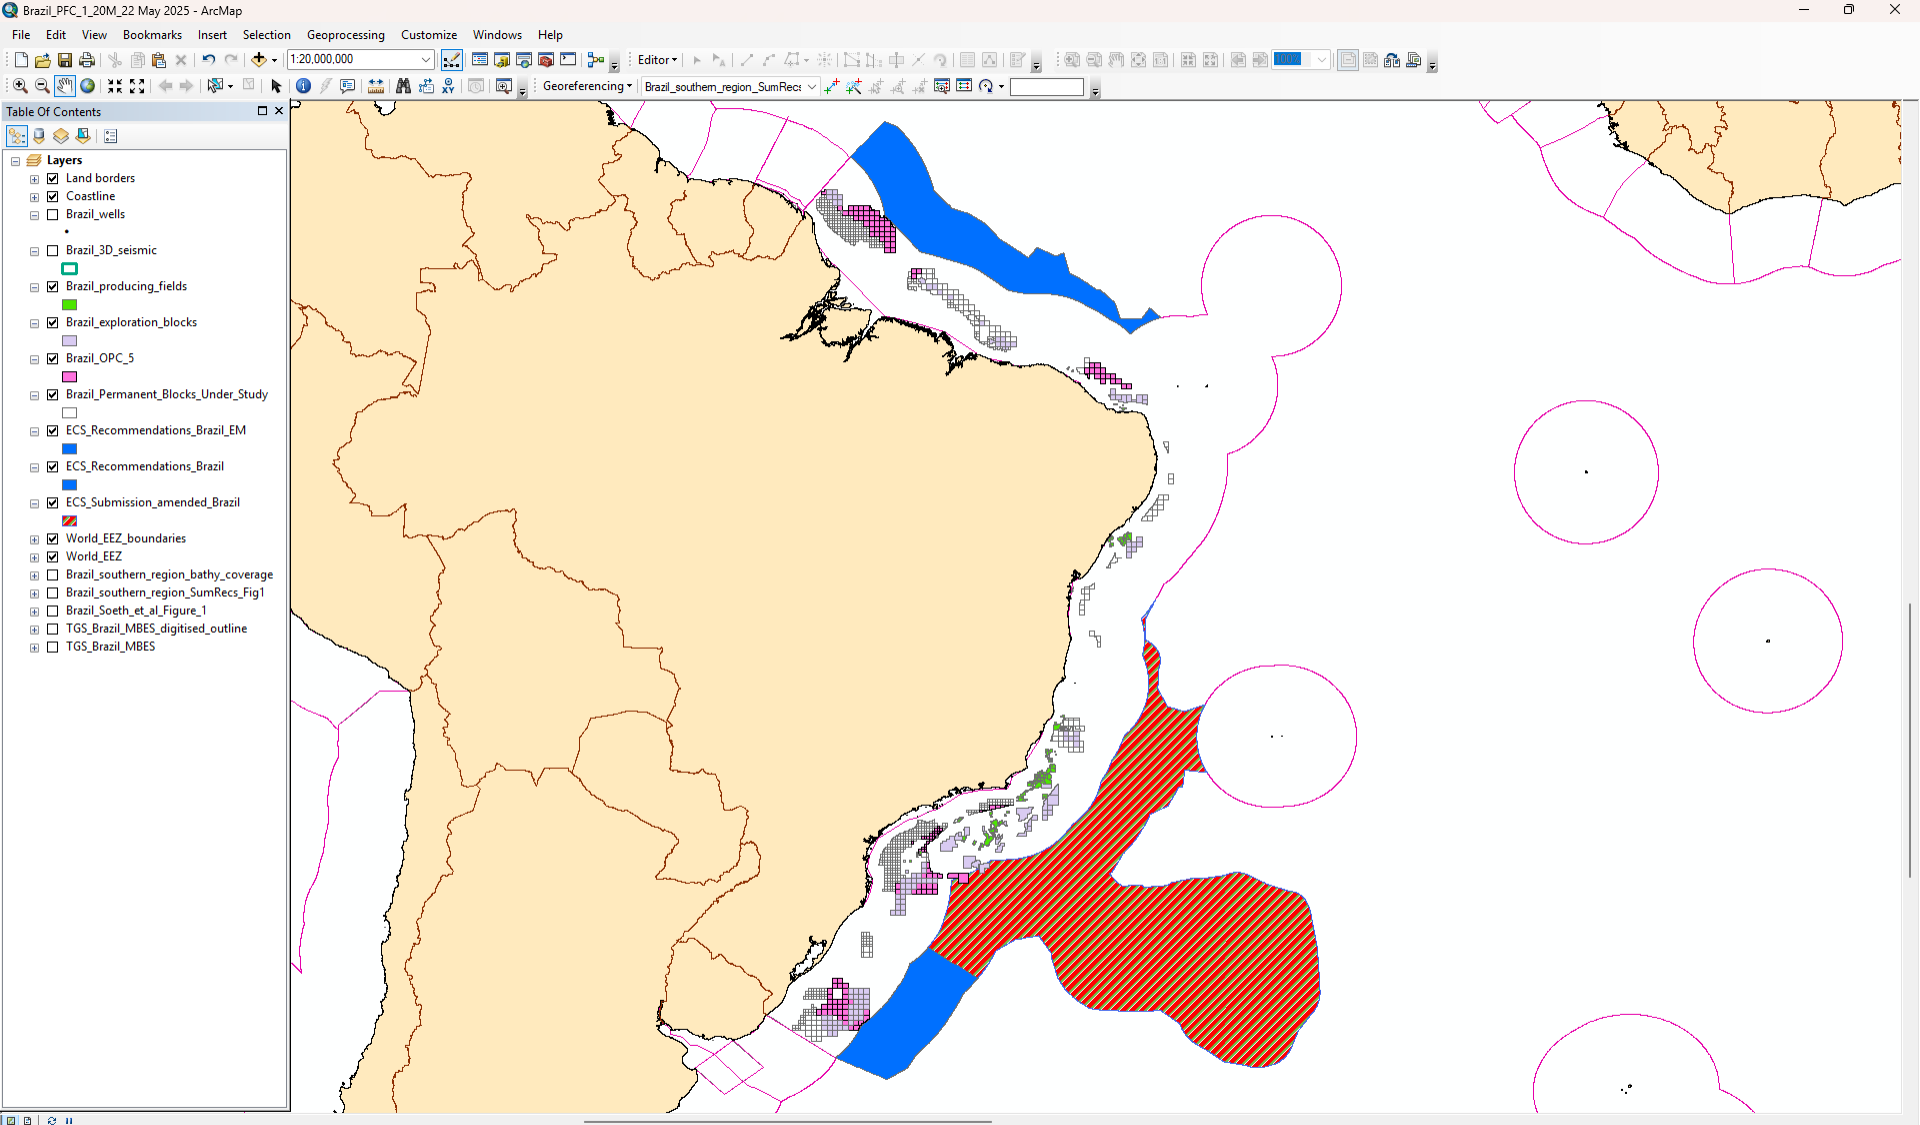 Brazil_PFC_1_20M_22 May 2025 - ArcMap
File Edit View Bookmarks Insert Selection Geoprocessing Customize Windows Help
1:20,000,000 Editor 100%
Georeferencing Brazil_southern_region_SumRecs
Table Of Contents
Layers
Land borders
Coastline
Brazil_wells
Brazil_3D_seismic
Brazil_producing_fields
Brazil_exploration_blocks
Brazil_OPC_5
Brazil_Permanent_Blocks_Under_Study
ECS_Recommendations_Brazil_EM
ECS_Recommendations_Brazil
ECS_Submission_amended_Brazil
World_EEZ_boundaries
World_EEZ
Brazil_southern_region_bathy_coverage
Brazil_southern_region_SumRecs_Fig1
Brazil_Soeth_et_al_Figure_1
TGS_Brazil_MBES_digitised_outline
TGS_Brazil_MBES